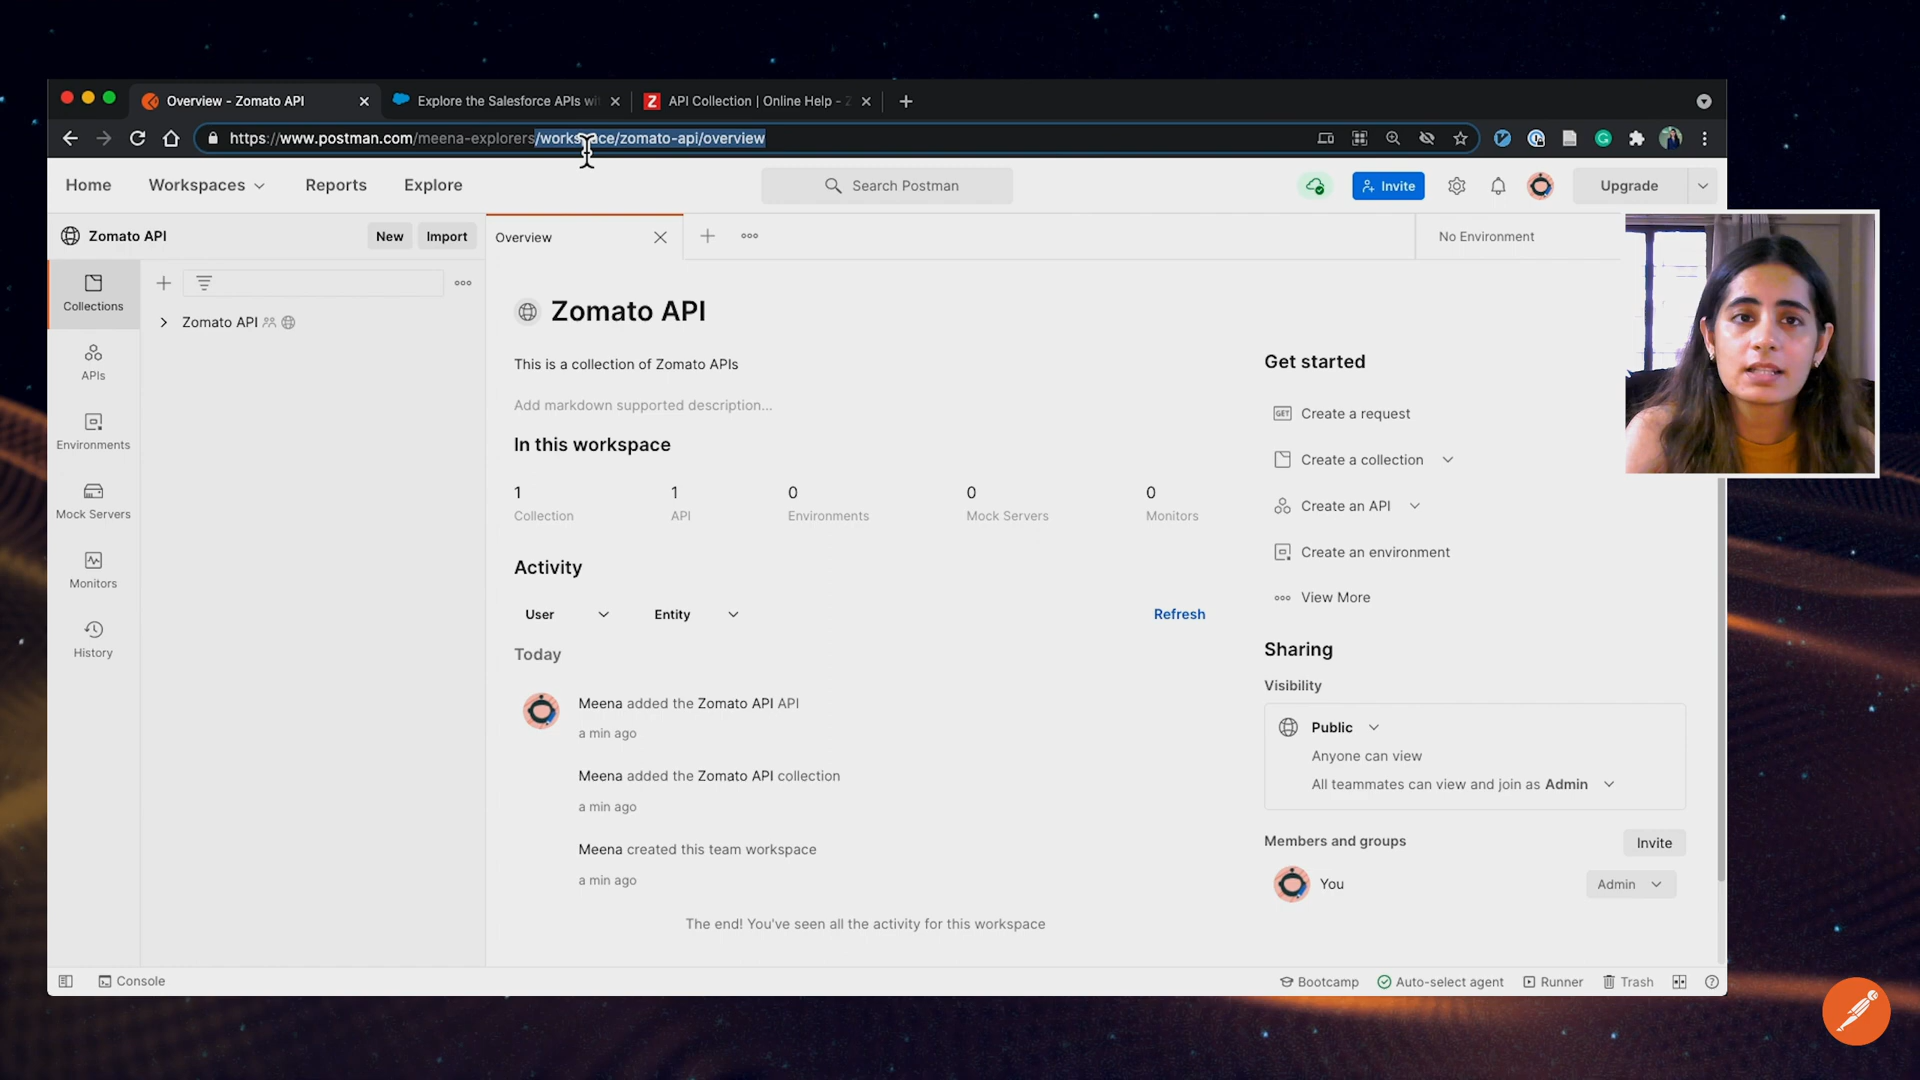 Overview - Zomato API
Explore the Salesforce APIs wit
API Collection | Online Help - Z
https://www.postman.com/meena-explorers/workspace/zomato-api/overview
Home
Workspaces
Reports
Explore
Search Postman
Invite
Upgrade
Zomato API
New
Import
Overview
No Environment
Collections
Zomato API
APIs
Environments
Mock Servers
Monitors
History
Zomato API
This is a collection of Zomato APIs
Add markdown supported description...
In this workspace
1 Collection
1 API
0 Environments
0 Mock Servers
0 Monitors
Activity
User
Entity
Refresh
Today
Meena added the Zomato API API
a min ago
Meena added the Zomato API collection
a min ago
Meena created this team workspace
a min ago
The end! You've seen all the activity for this workspace
Get started
GET Create a request
Create a collection
Create an API
Create an environment
View More
Sharing
Visibility
Public
Anyone can view
All teammates can view and join as Admin
Members and groups
Invite
You
Admin
Console
Bootcamp
Auto-select agent
Runner
Trash